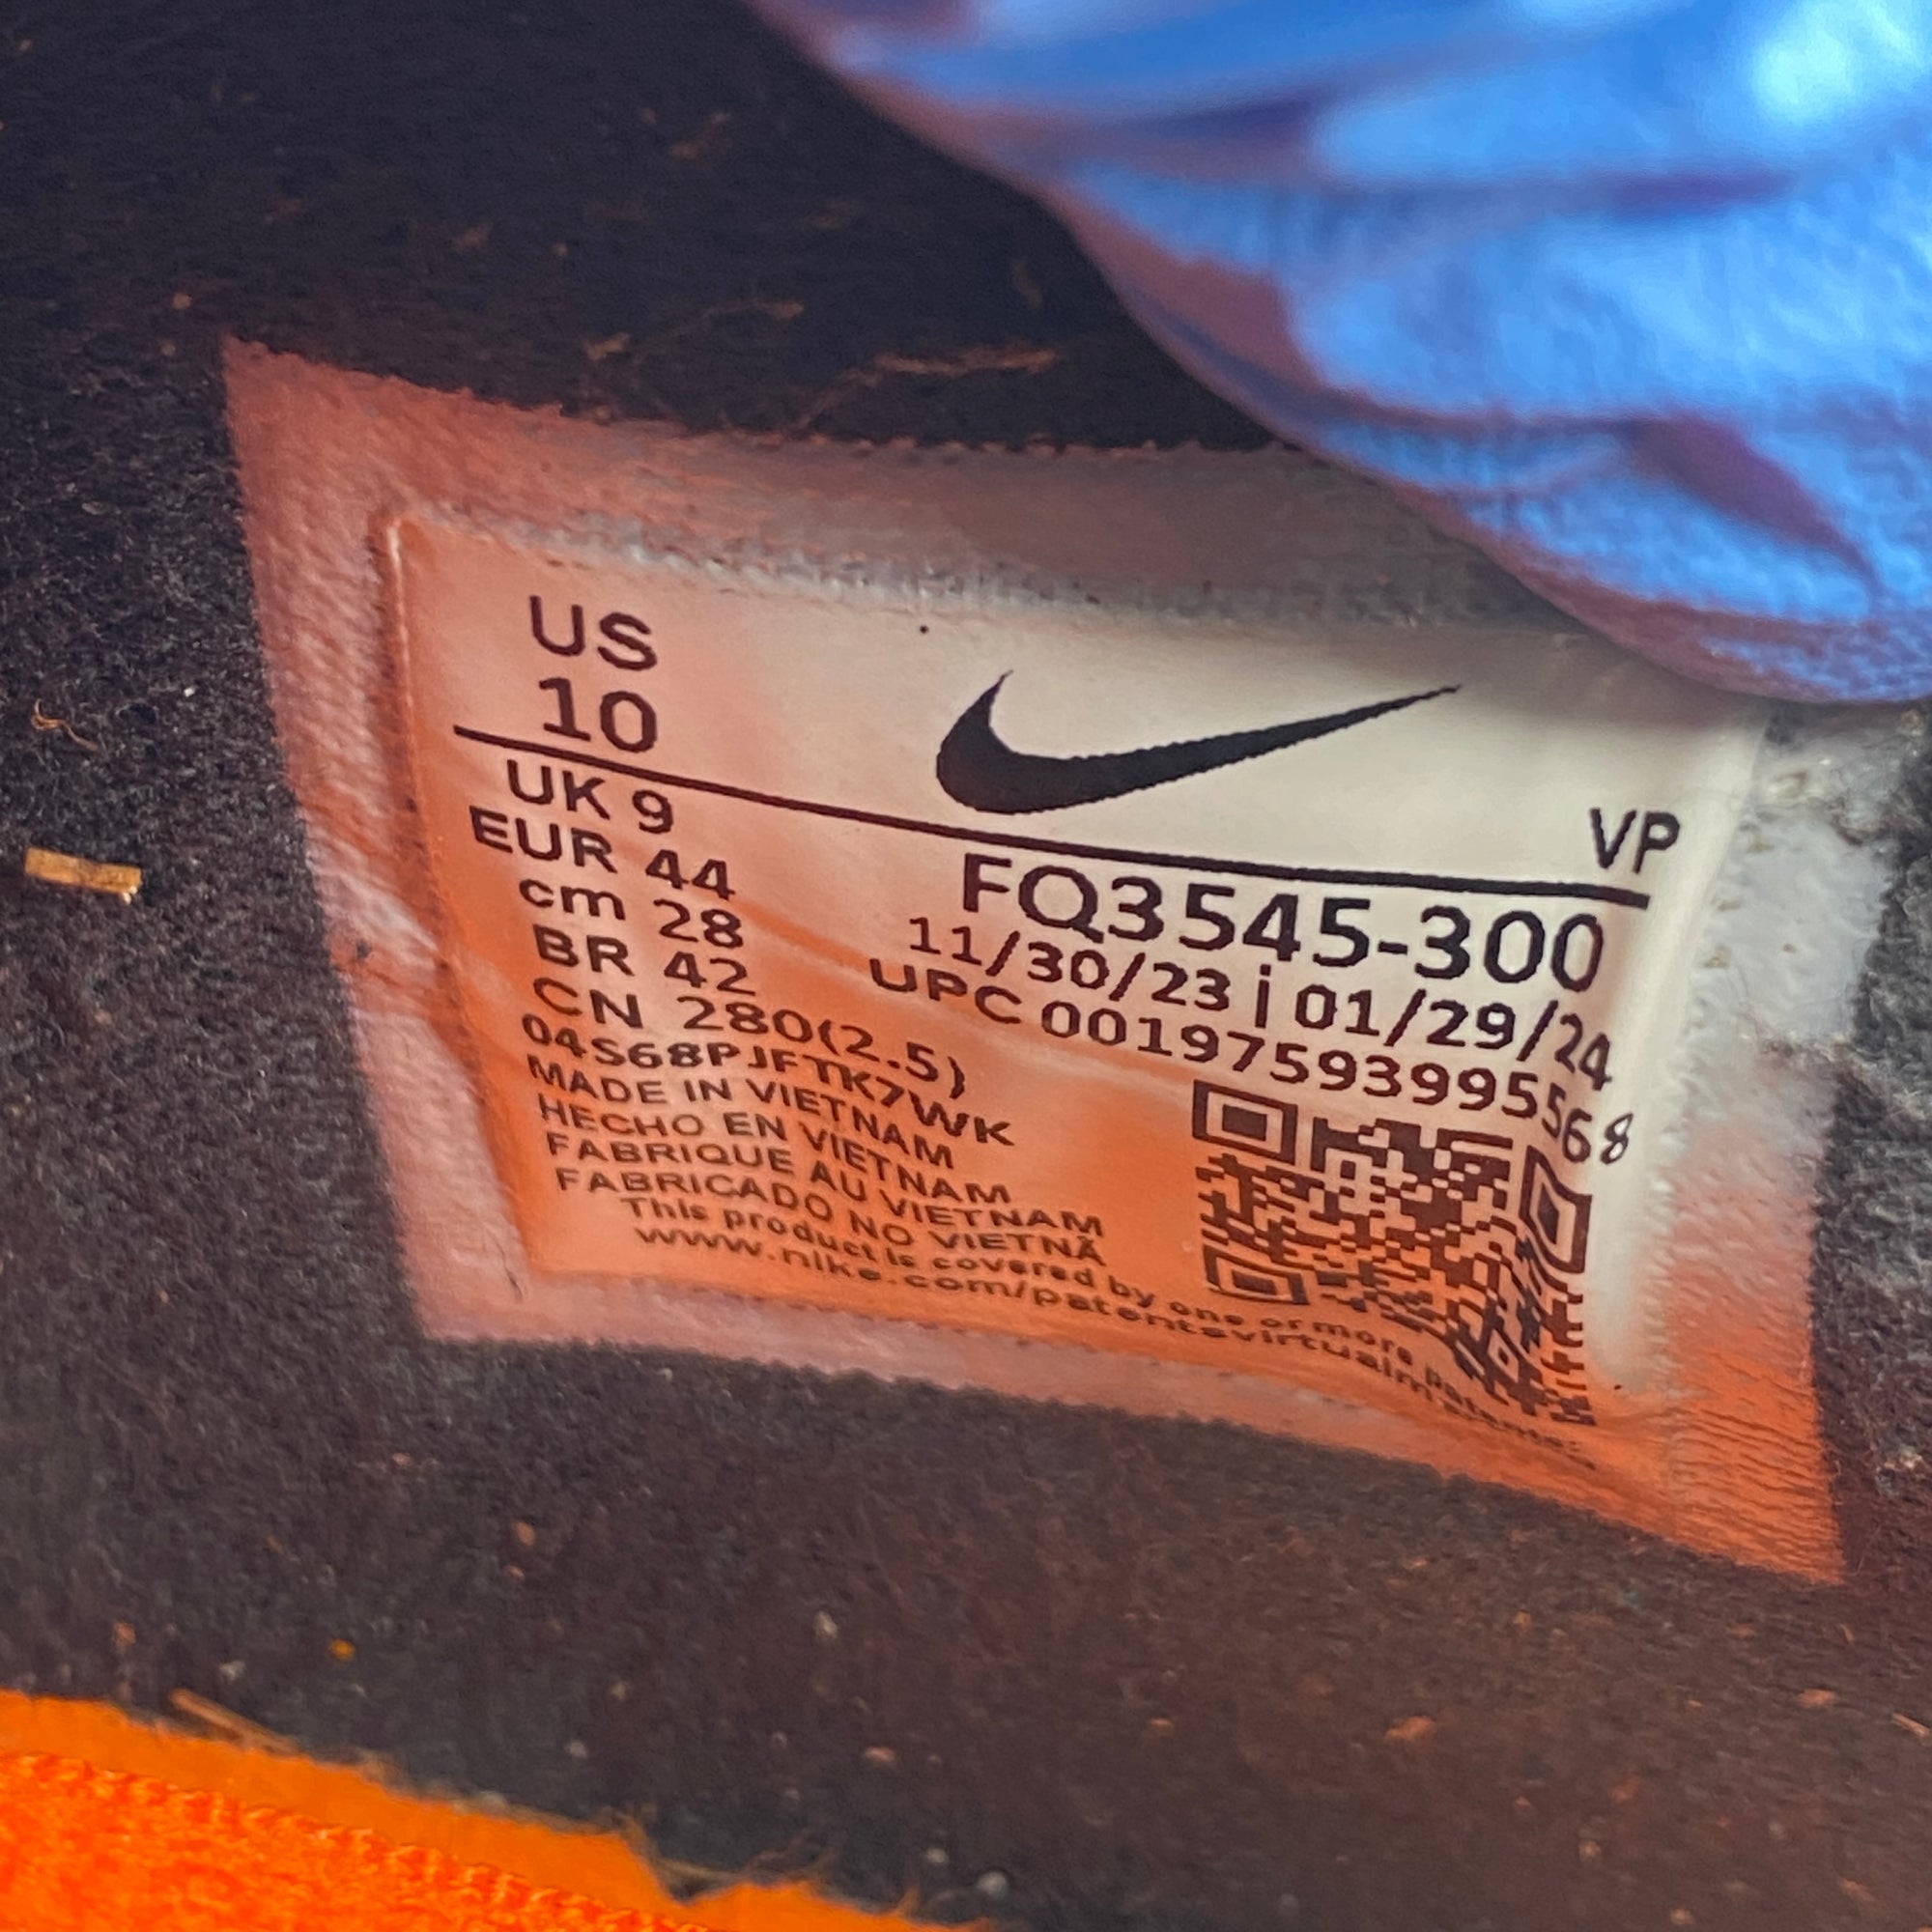 US
10
VP
UK 9
EUR 44
cm 28
BR 42
CN 280(2.5)
FQ3545-300
11/30/23 i 01/29/24
UPC 00197593995568
04S68PJFTK7WK
MADE IN VIETNAM
HECHO EN VIETNAM
FABRIQUE AU VIETNAM
FABRICADO NO VIETNÃ
This product is covered by one or more patents:
www.nike.com/patentsvirtual